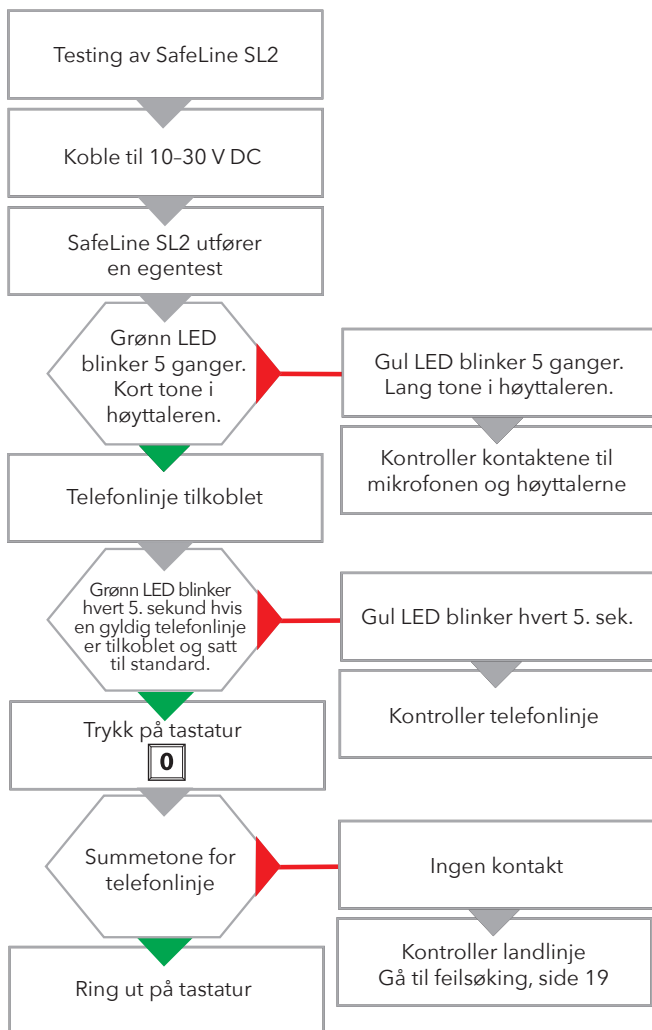 Testing av SafeLine SL2
Koble til 10–30 V DC
SafeLine SL2 utfører
en egentest
Grønn LED
blinker 5 ganger.
Kort tone i
høyttaleren.
Gul LED blinker 5 ganger.
Lang tone i høyttaleren.
Kontroller kontaktene til
mikrofonen og høyttalerne
Telefonlinje tilkoblet
Grønn LED blinker
hvert 5. sekund hvis
en gyldig telefonlinje
er tilkoblet og satt
til standard.
Gul LED blinker hvert 5. sek.
Kontroller telefonlinje
Trykk på tastatur
0
Summetone for
telefonlinje
Ingen kontakt
Kontroller landlinje
Gå til feilsøking, side 19
Ring ut på tastatur